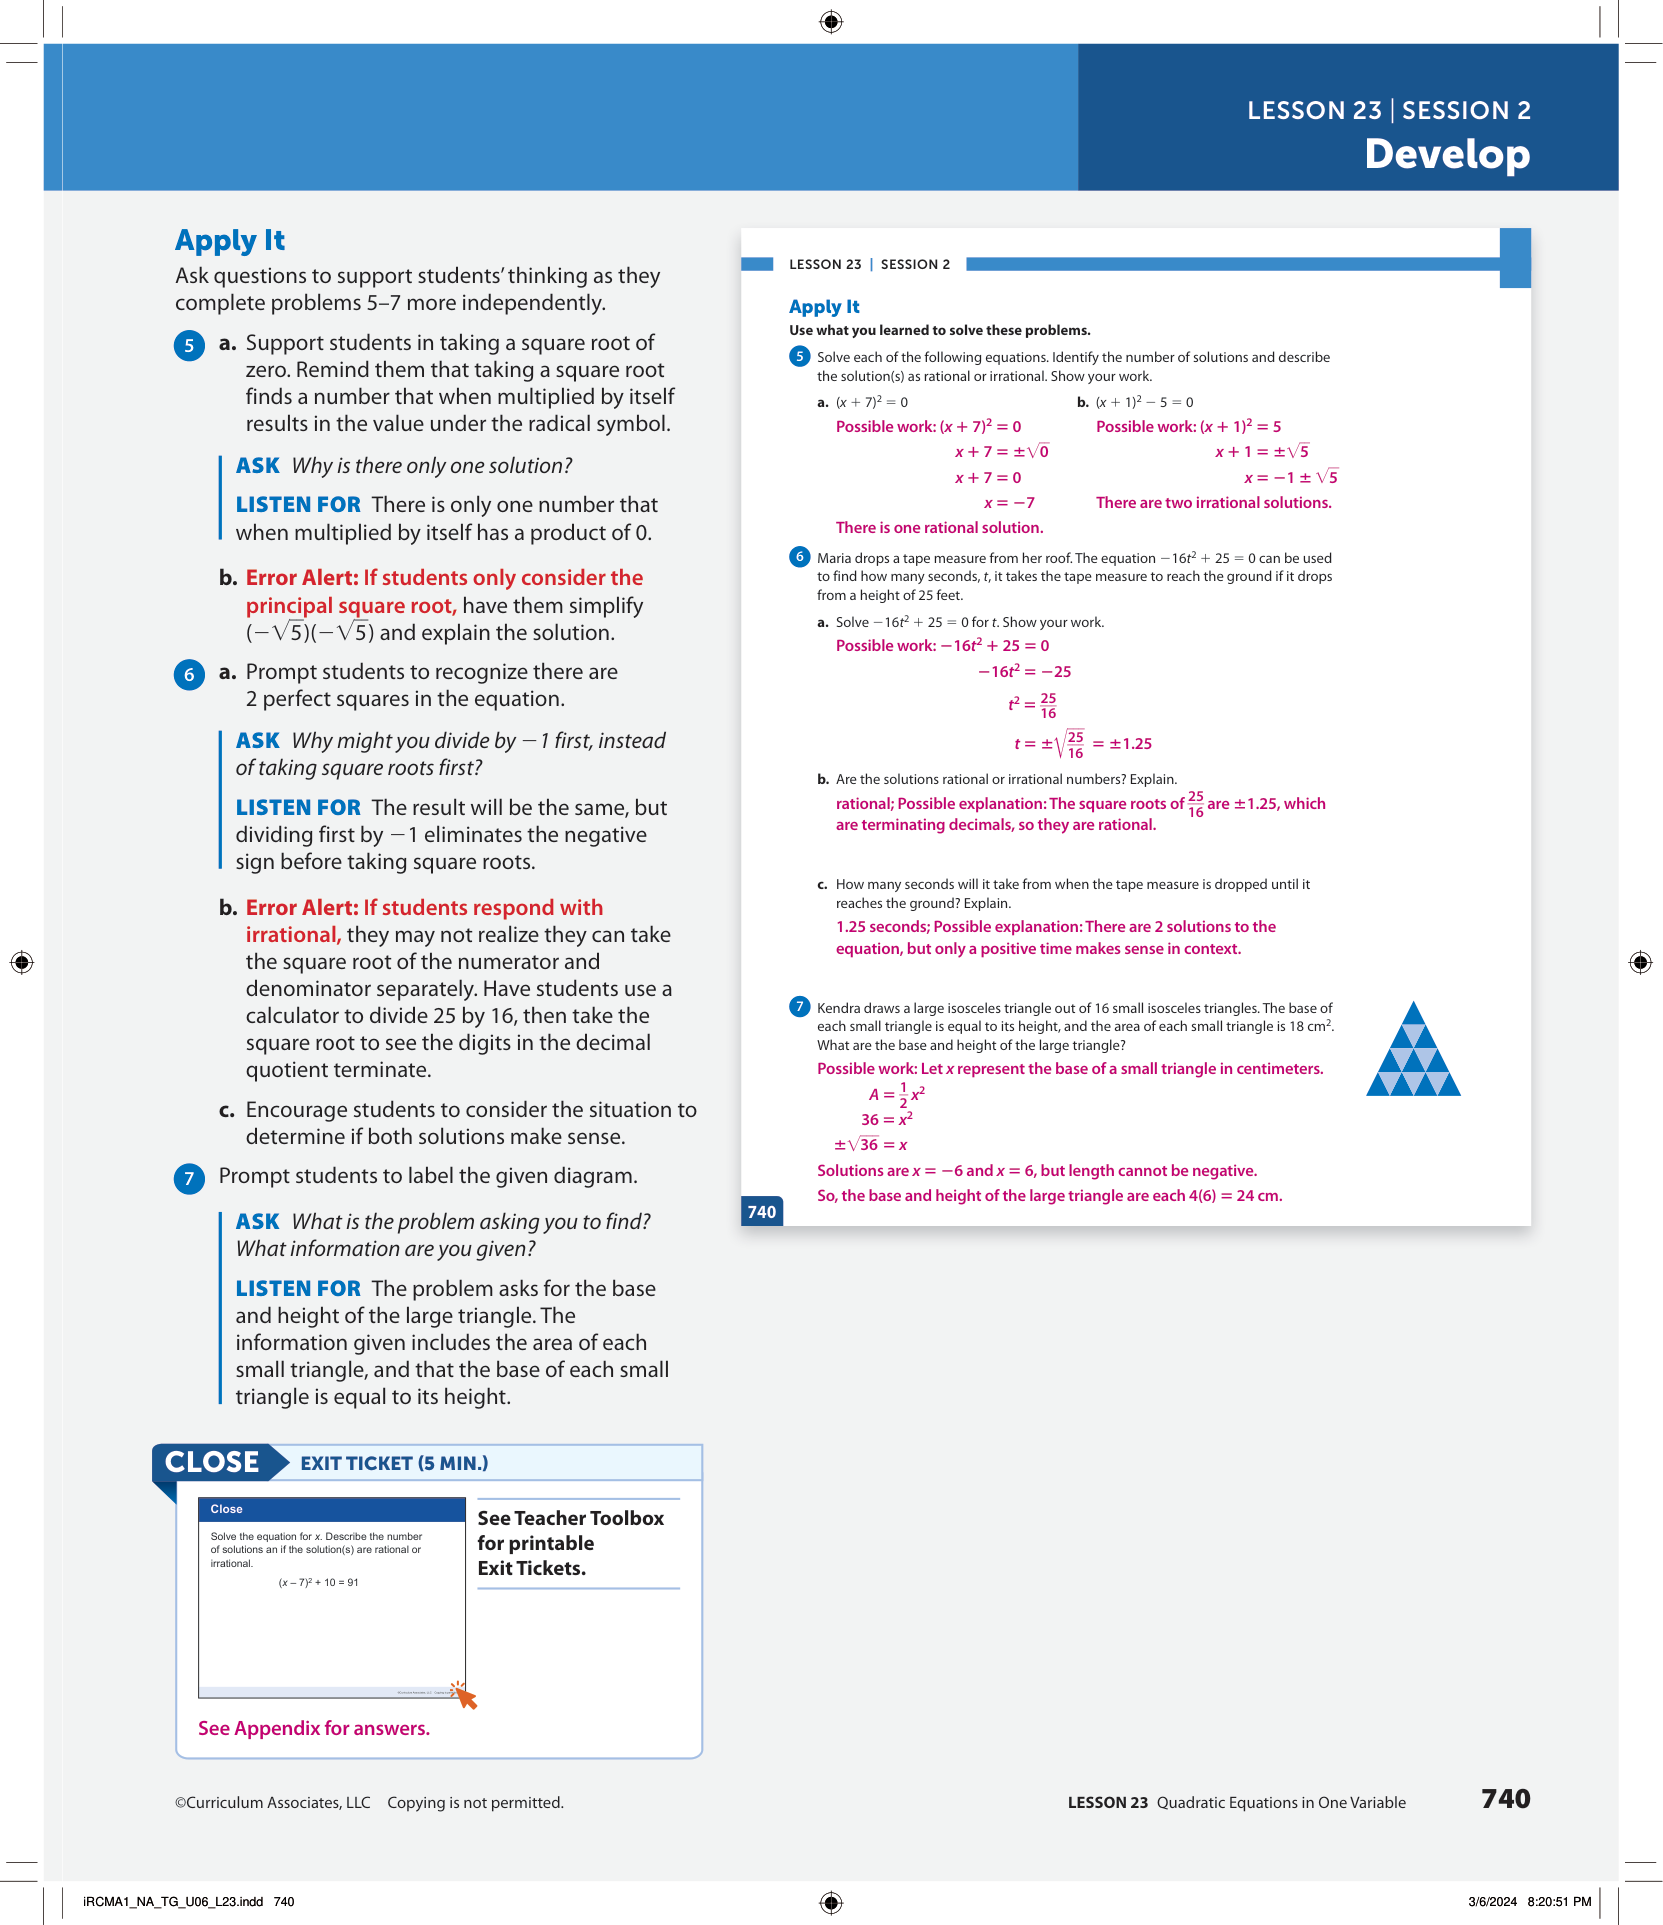 LESSON 23 | SESSION 2
Develop
Apply It
Ask questions to support students’ thinking as they
complete problems 5–7 more independently.
5 a. Support students in taking a square root of
zero. Remind them that taking a square root
finds a number that when multiplied by itself
results in the value under the radical symbol.
ASK Why is there only one solution?
LISTEN FOR There is only one number that
when multiplied by itself has a product of 0.
b. Error Alert: If students only consider the
principal square root, have them simplify
(−√5)(−√5) and explain the solution.
6 a. Prompt students to recognize there are
2 perfect squares in the equation.
ASK Why might you divide by −1 first, instead
of taking square roots first?
LISTEN FOR The result will be the same, but
dividing first by −1 eliminates the negative
sign before taking square roots.
b. Error Alert: If students respond with
irrational, they may not realize they can take
the square root of the numerator and
denominator separately. Have students use a
calculator to divide 25 by 16, then take the
square root to see the digits in the decimal
quotient terminate.
c. Encourage students to consider the situation to
determine if both solutions make sense.
7 Prompt students to label the given diagram.
ASK What is the problem asking you to find?
What information are you given?
LISTEN FOR The problem asks for the base
and height of the large triangle. The
information given includes the area of each
small triangle, and that the base of each small
triangle is equal to its height.
CLOSE EXIT TICKET (5 MIN.)
Close
Solve the equation for x. Describe the number
of solutions an if the solution(s) are rational or
irrational.
(x – 7)² + 10 = 91
See Teacher Toolbox
for printable
Exit Tickets.
See Appendix for answers.
LESSON 23 | SESSION 2
Apply It
Use what you learned to solve these problems.
5 Solve each of the following equations. Identify the number of solutions and describe
the solution(s) as rational or irrational. Show your work.
a. (x + 7)² = 0
Possible work: (x + 7)² = 0
x + 7 = ±√0
x + 7 = 0
x = −7
There is one rational solution.
b. (x + 1)² − 5 = 0
Possible work: (x + 1)² = 5
x + 1 = ±√5
x = −1 ± √5
There are two irrational solutions.
6 Maria drops a tape measure from her roof. The equation −16t² + 25 = 0 can be used
to find how many seconds, t, it takes the tape measure to reach the ground if it drops
from a height of 25 feet.
a. Solve −16t² + 25 = 0 for t. Show your work.
Possible work: −16t² + 25 = 0
−16t² = −25
t² = 25/16
t = ±√(25/16) = ±1.25
b. Are the solutions rational or irrational numbers? Explain.
rational; Possible explanation: The square roots of 25/16 are ±1.25, which
are terminating decimals, so they are rational.
c. How many seconds will it take from when the tape measure is dropped until it
reaches the ground? Explain.
1.25 seconds; Possible explanation: There are 2 solutions to the
equation, but only a positive time makes sense in context.
7 Kendra draws a large isosceles triangle out of 16 small isosceles triangles. The base of
each small triangle is equal to its height, and the area of each small triangle is 18 cm².
What are the base and height of the large triangle?
Possible work: Let x represent the base of a small triangle in centimeters.
A = 1/2 x²
36 = x²
±√36 = x
Solutions are x = −6 and x = 6, but length cannot be negative.
So, the base and height of the large triangle are each 4(6) = 24 cm.
740
©Curriculum Associates, LLC Copying is not permitted.
LESSON 23 Quadratic Equations in One Variable 740
iRCMA1_NA_TG_U06_L23.indd 740
3/6/2024 8:20:51 PM